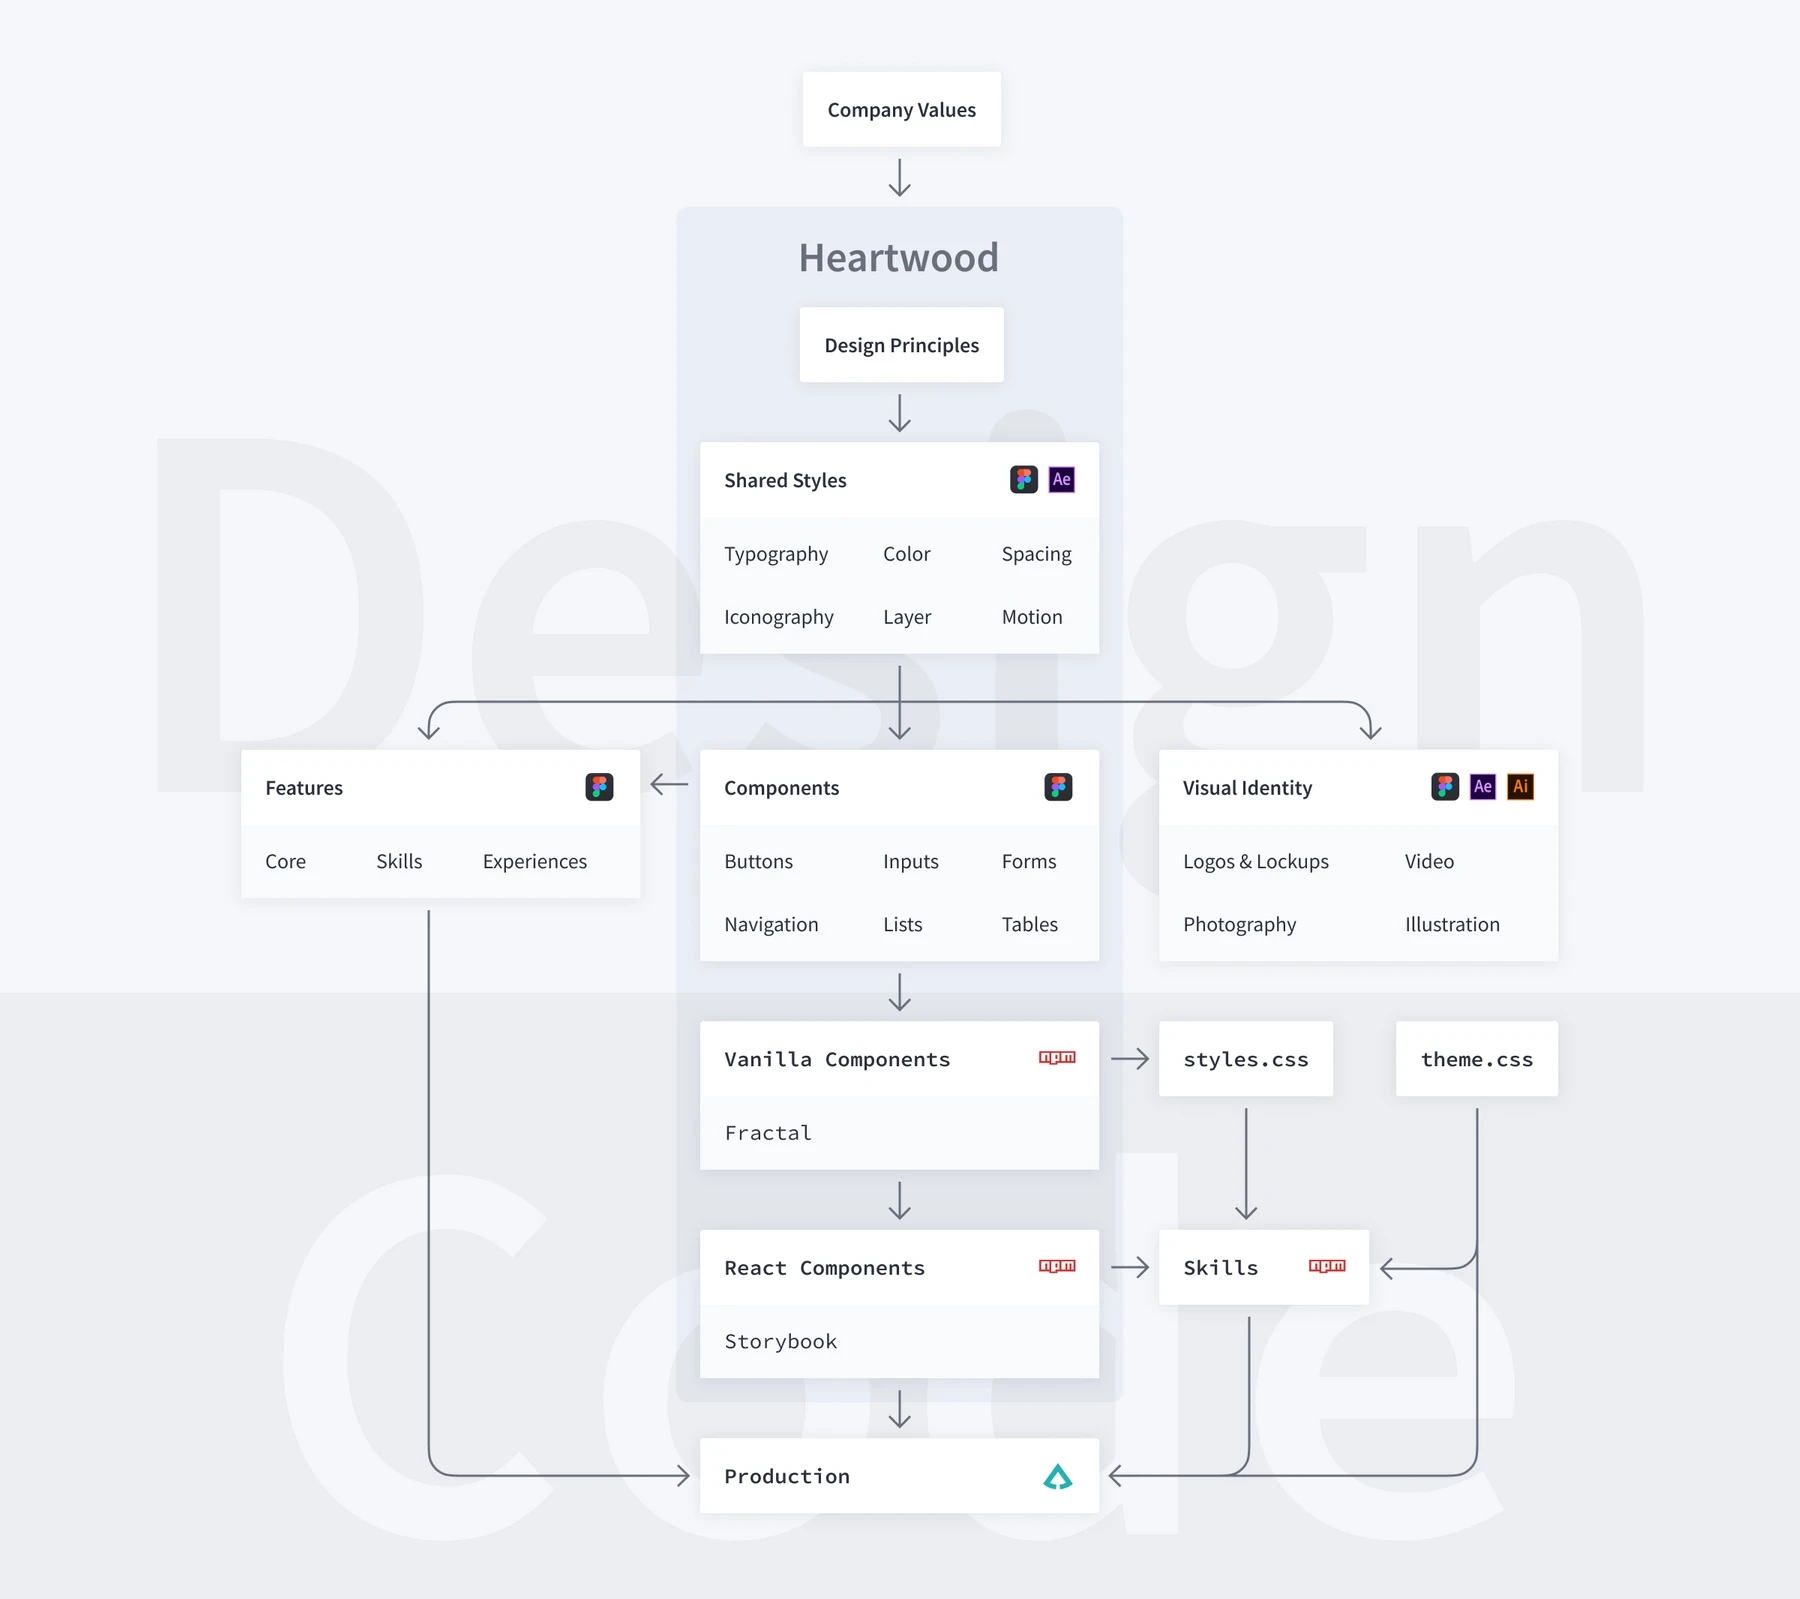 Company Values
Heartwood
Design Principles
Design
Shared Styles Ae
Typography Color Spacing
Iconography Layer Motion
Features
Core Skills Experiences
Components
Buttons Inputs Forms
Navigation Lists Tables
Visual Identity Ae Ai
Logos & Lockups Video
Photography Illustration
Code
Vanilla Components npm
Fractal
styles.css
theme.css
React Components npm
Storybook
Skills npm
Production